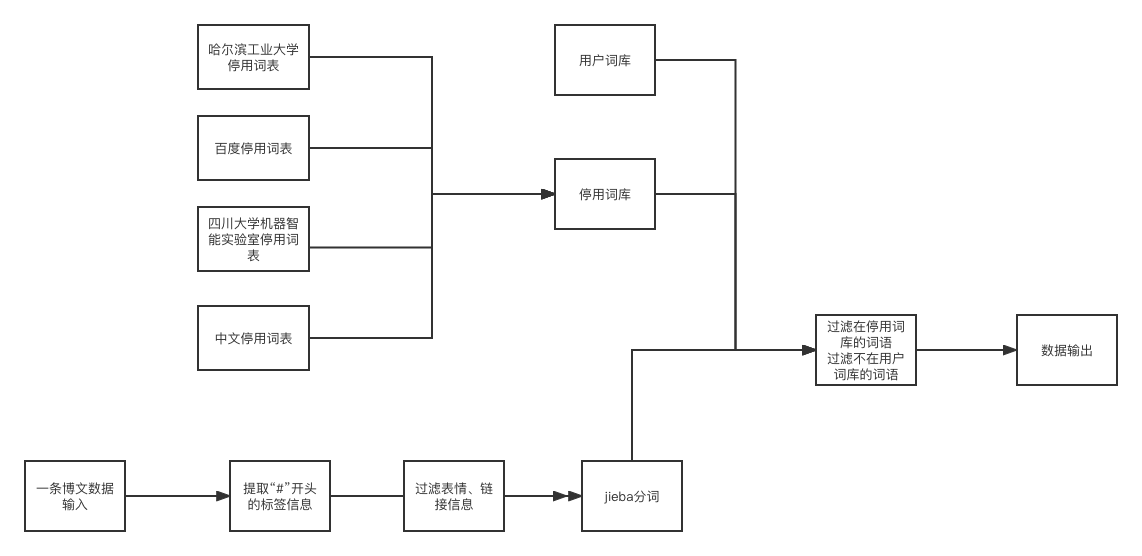 哈尔滨工业大学
停用词表
用户词库
百度停用词表
停用词库
四川大学机器智
能实验室停用词
表
中文停用词表
过滤在停用词
库的词语
过滤不在用户
词库的词语
数据输出
一条博文数据
输入
提取“#”开头
的标签信息
过滤表情、链
接信息
jieba分词